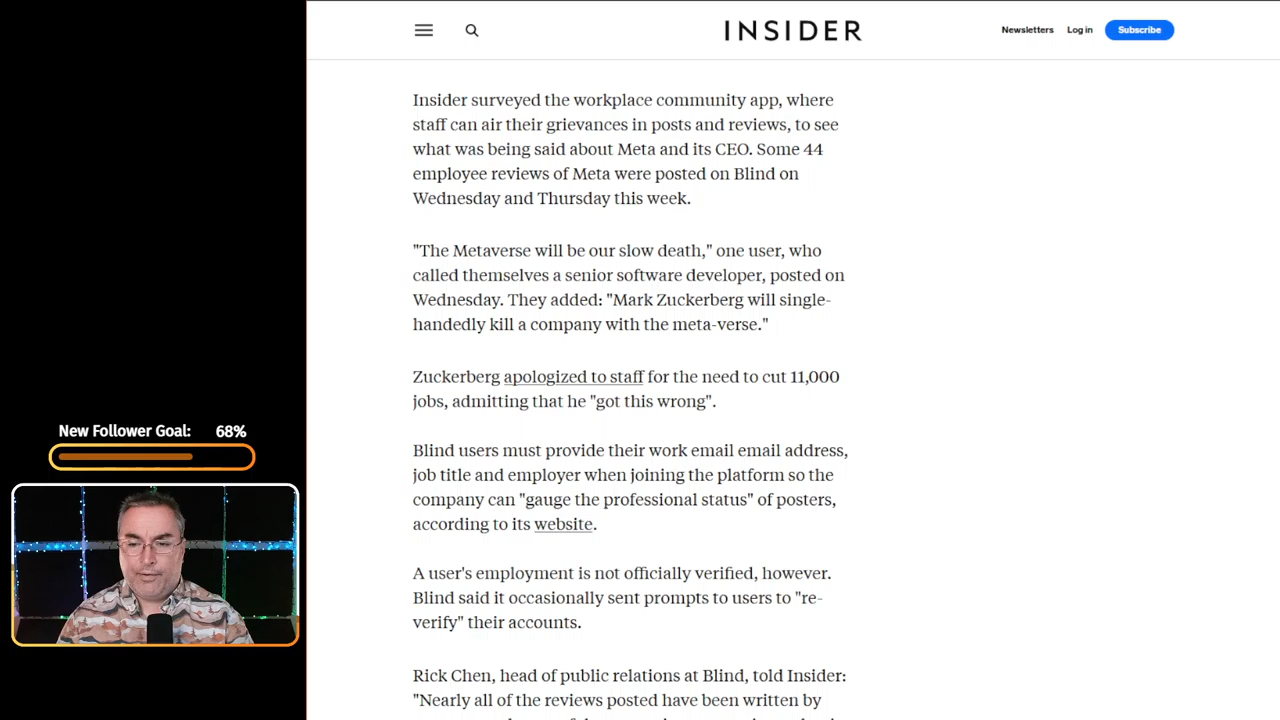 INSIDER
Newsletters
Log in
Subscribe
Insider surveyed the workplace community app, where
staff can air their grievances in posts and reviews, to see
what was being said about Meta and its CEO. Some 44
employee reviews of Meta were posted on Blind on
Wednesday and Thursday this week.
"The Metaverse will be our slow death," one user, who
called themselves a senior software developer, posted on
Wednesday. They added: "Mark Zuckerberg will single-
handedly kill a company with the meta-verse."
Zuckerberg apologized to staff for the need to cut 11,000
jobs, admitting that he "got this wrong".
Blind users must provide their work email email address,
job title and employer when joining the platform so the
company can "gauge the professional status" of posters,
according to its website.
A user's employment is not officially verified, however.
Blind said it occasionally sent prompts to users to "re-
verify" their accounts.
Rick Chen, head of public relations at Blind, told Insider:
"Nearly all of the reviews posted have been written by
New Follower Goal: 68%